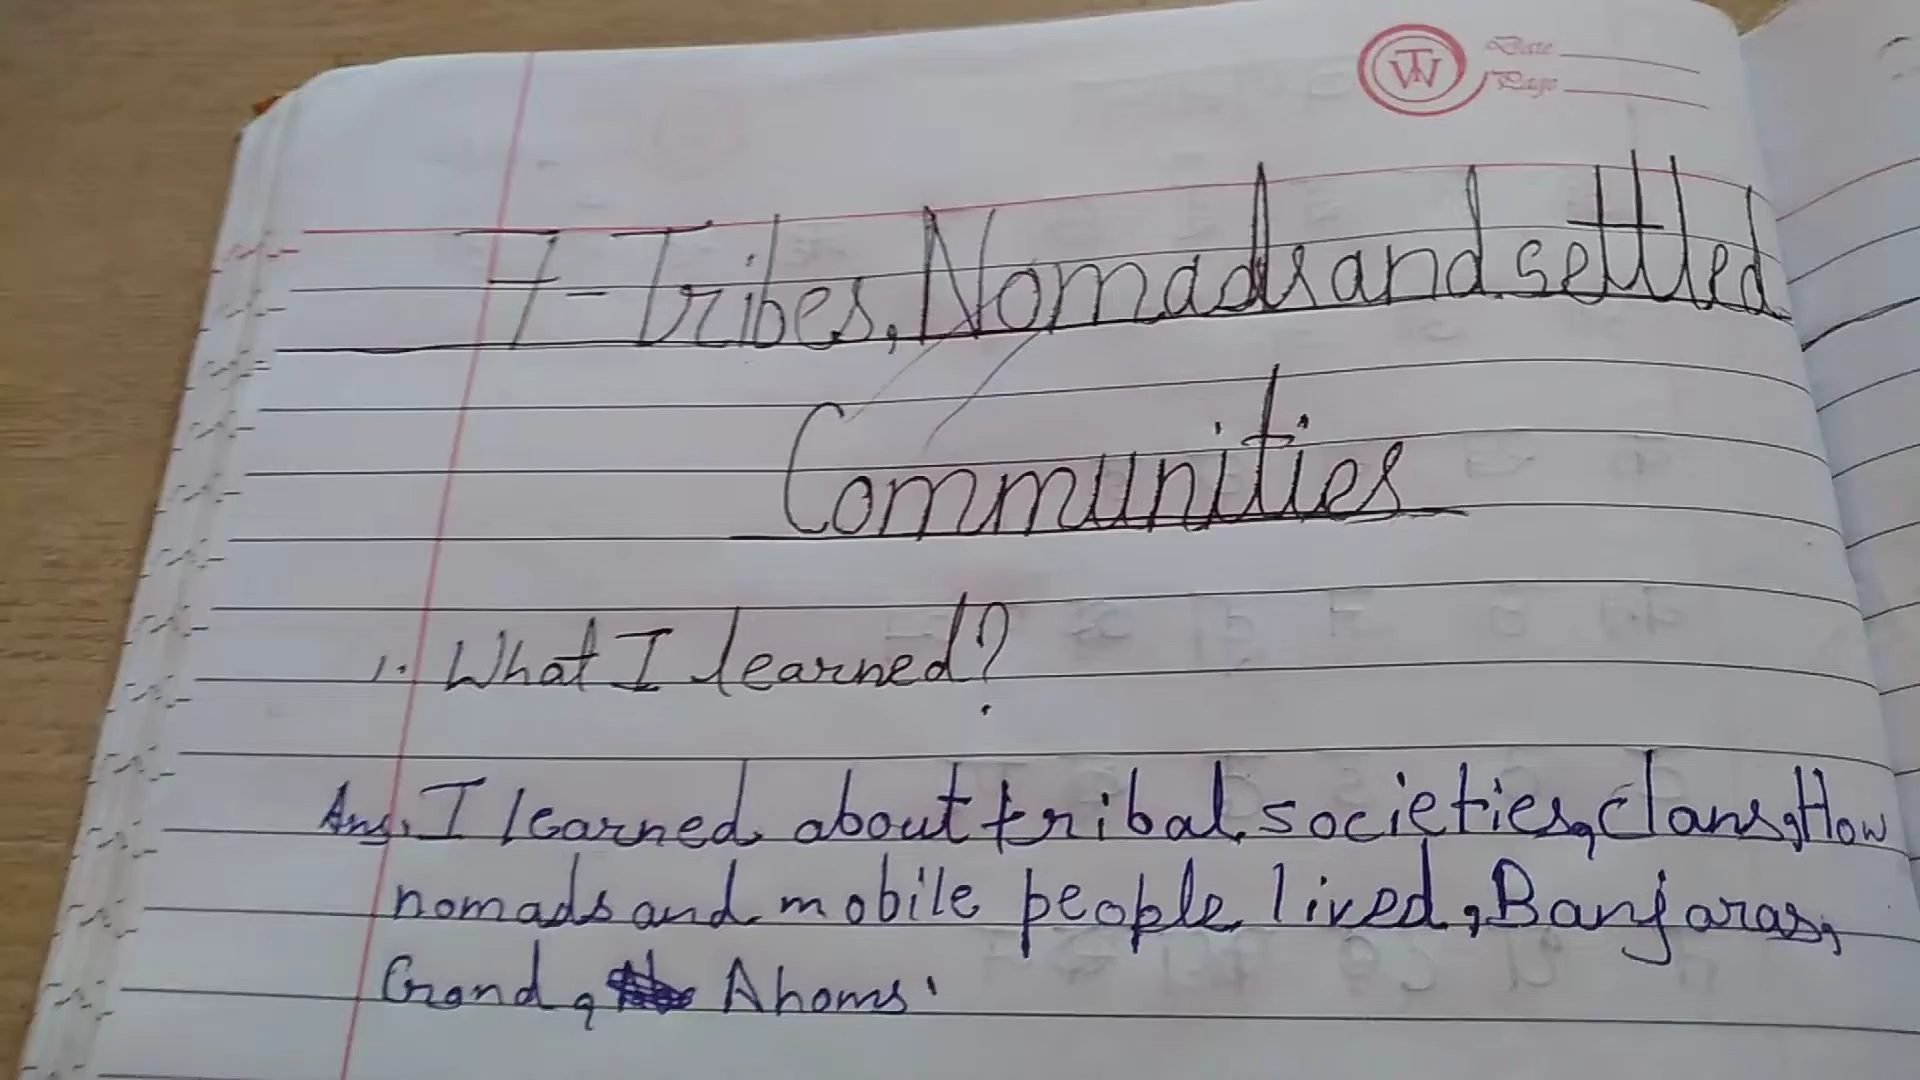 Date
Page
7-Tribes, Nomads and settled
Communities
1. What I learned?
Ans. I learned about tribal societies, clans, How
nomads and mobile people lived, Banjaras,
Grond, Ahoms.